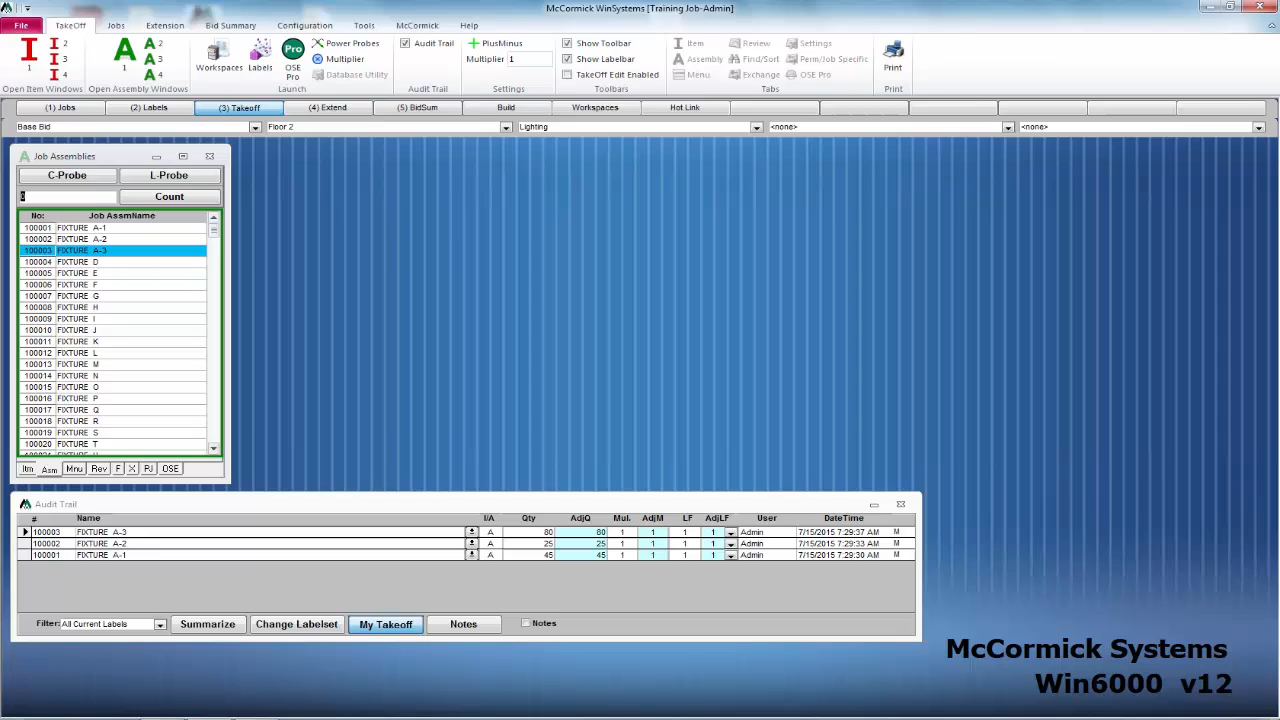 McCormick WinSystems [Training Job-Admin]
File TakeOff Jobs Extension Bid Summary Configuration Tools McCormick Help
I 1 I 2 I 3 I 4 Open Item Windows
A 1 A 2 A 3 A 4 Open Assembly Windows
Workspaces Labels Pro OSE Pro Power Probes Multiplier Database Utility Launch
Audit Trail Audit Trail
PlusMinus Multiplier 1 Settings
Show Toolbar Show Labelbar TakeOff Edit Enabled Toolbars
Item Assembly Menu Review Find/Sort Exchange Settings Perm/Job Specific OSE Pro Tabs
Print Print
(1) Jobs (2) Labels (3) Takeoff (4) Extend (5) BidSum Build Workspaces Hot Link
Base Bid Floor 2 Lighting <none> <none>
Job Assemblies
C-Probe L-Probe
Count
No: Job AssmName
100001 FIXTURE A-1
100002 FIXTURE A-2
100003 FIXTURE A-3
100004 FIXTURE D
100005 FIXTURE E
100006 FIXTURE F
100007 FIXTURE G
100008 FIXTURE H
100009 FIXTURE I
100010 FIXTURE J
100011 FIXTURE K
100012 FIXTURE L
100013 FIXTURE M
100014 FIXTURE N
100015 FIXTURE O
100016 FIXTURE P
100017 FIXTURE Q
100018 FIXTURE R
100019 FIXTURE S
100020 FIXTURE T
Itm Asm Mnu Rev F X PJ OSE
Audit Trail
# Name I/A Qty AdjQ Mul. AdjM LF AdjLF User DateTime
100003 FIXTURE A-3 A 80 80 1 1 1 1 Admin 7/15/2015 7:29:37 AM M
100002 FIXTURE A-2 A 25 25 1 1 1 1 Admin 7/15/2015 7:29:33 AM M
100001 FIXTURE A-1 A 45 45 1 1 1 1 Admin 7/15/2015 7:29:30 AM M
Filter: All Current Labels Summarize Change Labelset My Takeoff Notes Notes
McCormick Systems
Win6000 v12